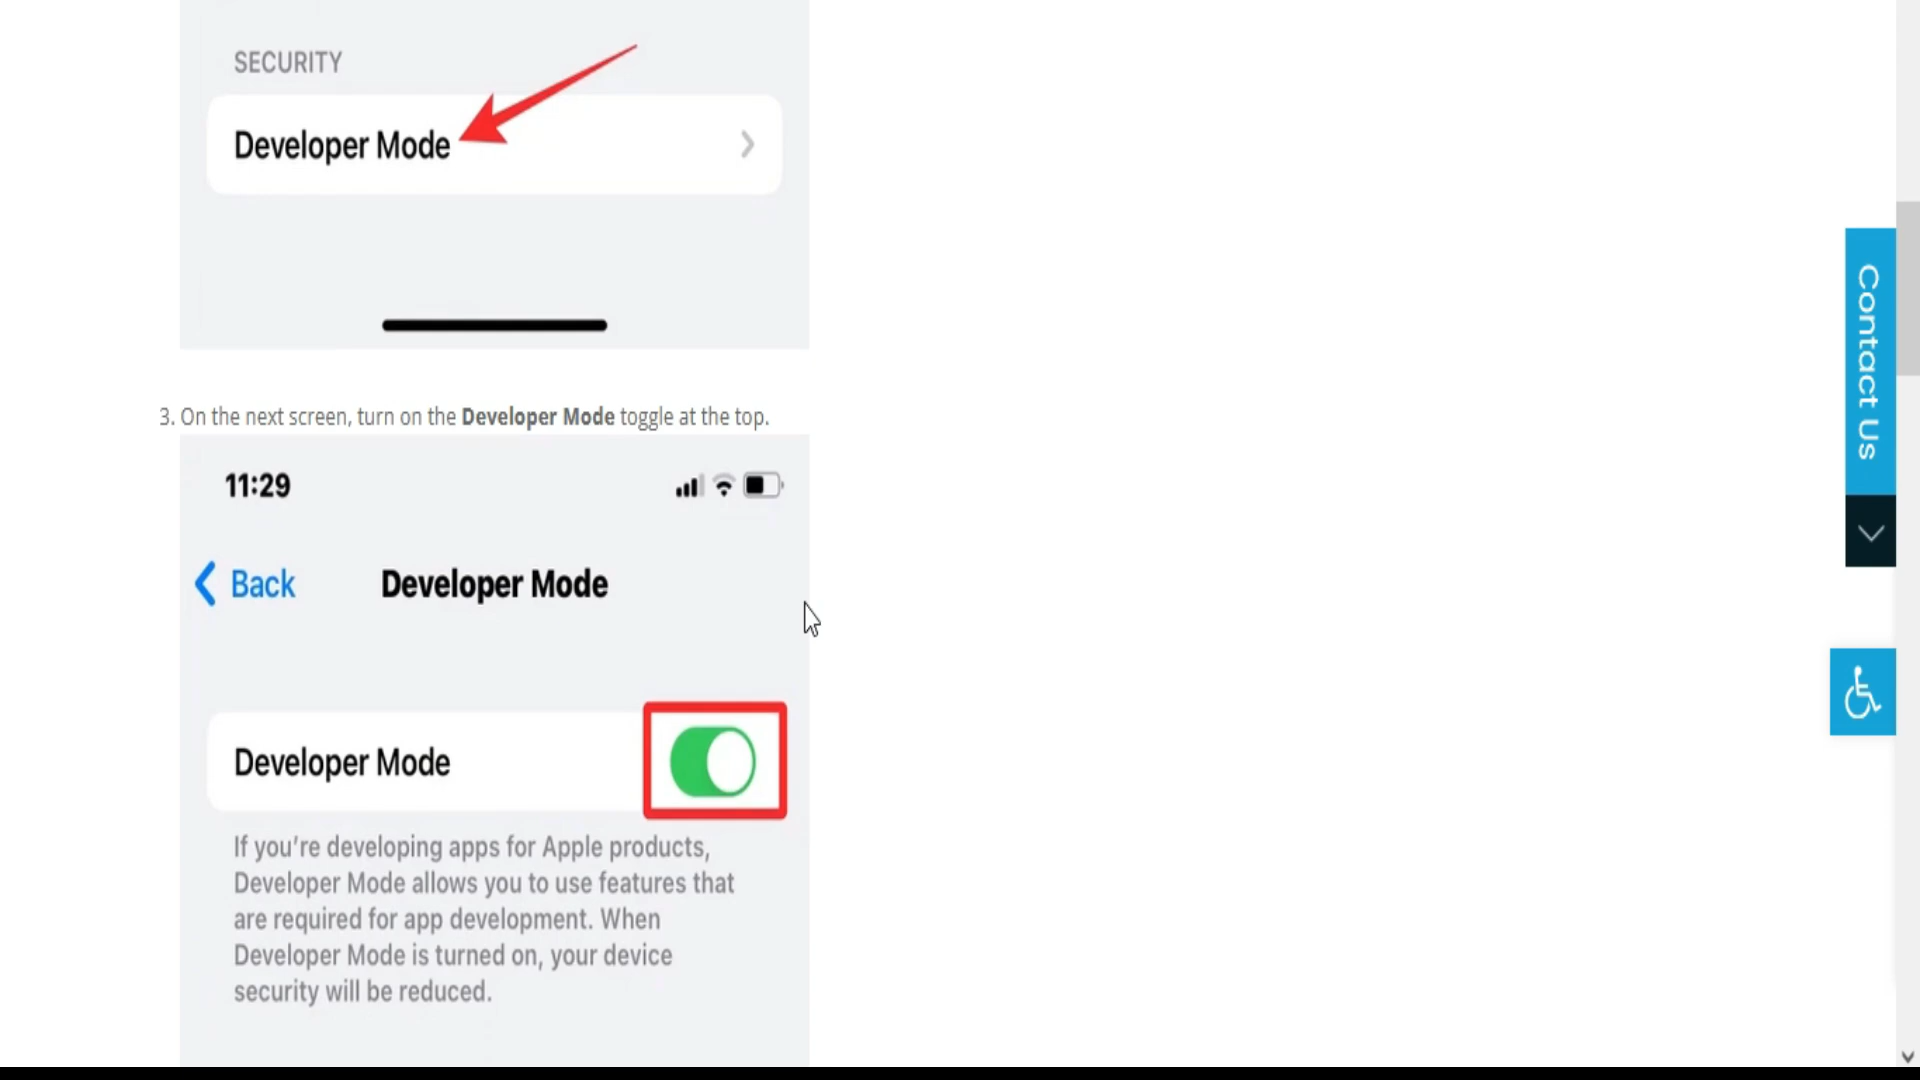 SECURITY
Developer Mode
3. On the next screen, turn on the Developer Mode toggle at the top.
11:29
Back
Developer Mode
Developer Mode
If you're developing apps for Apple products,
Developer Mode allows you to use features that
are required for app development. When
Developer Mode is turned on, your device
security will be reduced.
Contact Us